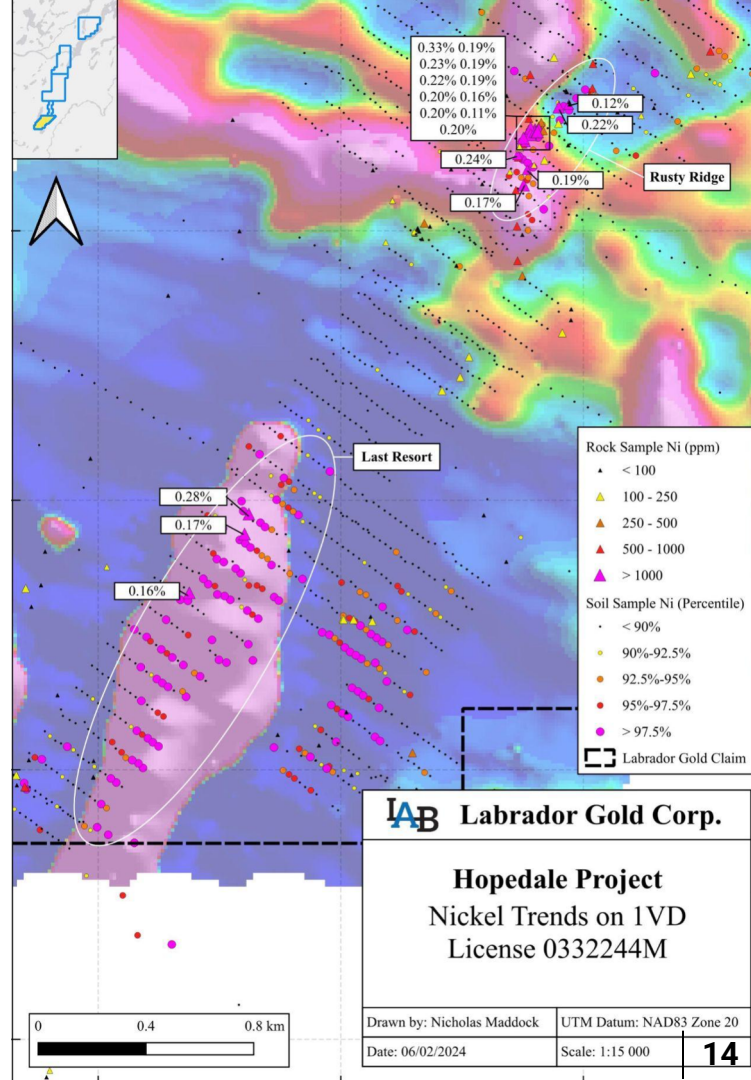 0.33% 0.19%
0.23% 0.19%
0.22% 0.19%
0.20% 0.16%
0.20% 0.11%
0.20%
0.12%
0.22%
0.24%
0.19%
0.17%
Rusty Ridge
Last Resort
0.28%
0.17%
0.16%
Rock Sample Ni (ppm)
< 100
100 - 250
250 - 500
500 - 1000
> 1000
Soil Sample Ni (Percentile)
< 90%
90%-92.5%
92.5%-95%
95%-97.5%
> 97.5%
Labrador Gold Claim
LAB Labrador Gold Corp.
Hopedale Project
Nickel Trends on 1VD
License 0332244M
Drawn by: Nicholas Maddock
UTM Datum: NAD83 Zone 20
Date: 06/02/2024
Scale: 1:15 000
14
0 0.4 0.8 km